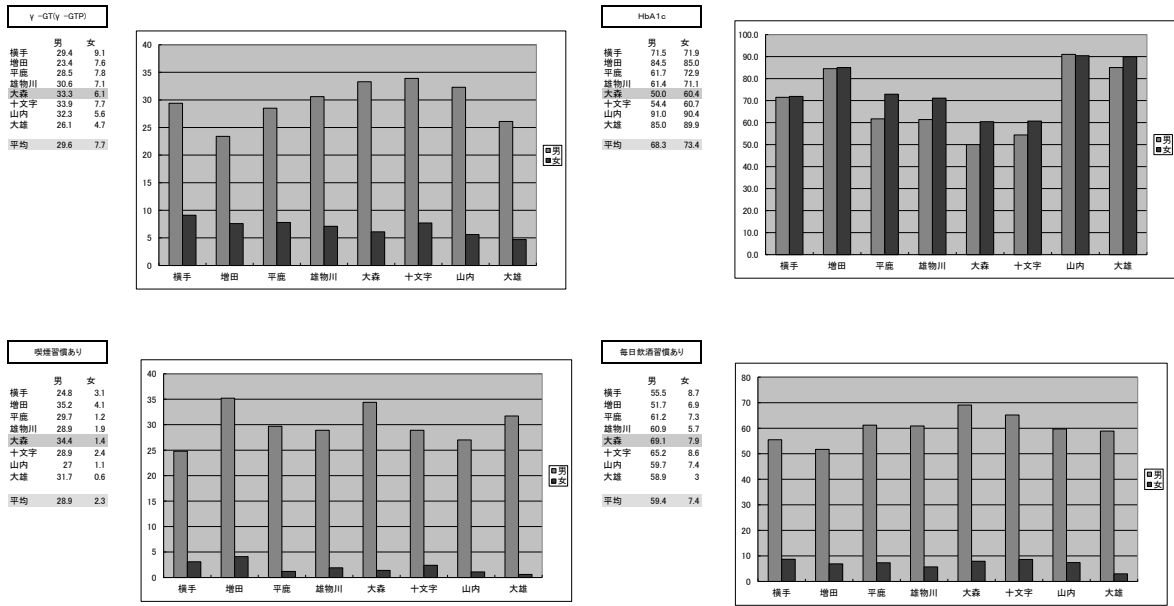 γ-GT(γ-GTP)
男 女
横手 29.4 9.1
増田 23.4 7.6
平鹿 28.5 7.8
雄物川 30.6 7.1
大森 33.3 6.1
十文字 33.9 7.7
山内 32.3 5.6
大雄 26.1 4.7
平均 29.6 7.7
40
35
30
25
20
15
10
5
0
横手 増田 平鹿 雄物川 大森 十文字 山内 大雄
男
女
HbA1c
男 女
横手 71.5 71.9
増田 84.5 85.0
平鹿 61.7 72.9
雄物川 61.4 71.1
大森 50.0 60.4
十文字 54.4 60.7
山内 91.0 90.4
大雄 85.0 89.9
平均 68.3 73.4
100.0
90.0
80.0
70.0
60.0
50.0
40.0
30.0
20.0
10.0
0.0
横手 増田 平鹿 雄物川 大森 十文字 山内 大雄
男
女
喫煙習慣あり
男 女
横手 24.8 3.1
増田 35.2 4.1
平鹿 29.7 1.2
雄物川 28.9 1.9
大森 34.4 1.4
十文字 28.9 2.4
山内 27 1.1
大雄 31.7 0.6
平均 28.9 2.3
40
35
30
25
20
15
10
5
0
横手 増田 平鹿 雄物川 大森 十文字 山内 大雄
男
女
毎日飲酒習慣あり
男 女
横手 55.5 8.7
増田 51.7 6.9
平鹿 61.2 7.3
雄物川 60.9 5.7
大森 69.1 7.9
十文字 65.2 8.6
山内 59.7 7.4
大雄 58.9 3
平均 59.4 7.4
80
70
60
50
40
30
20
10
0
横手 増田 平鹿 雄物川 大森 十文字 山内 大雄
男
女